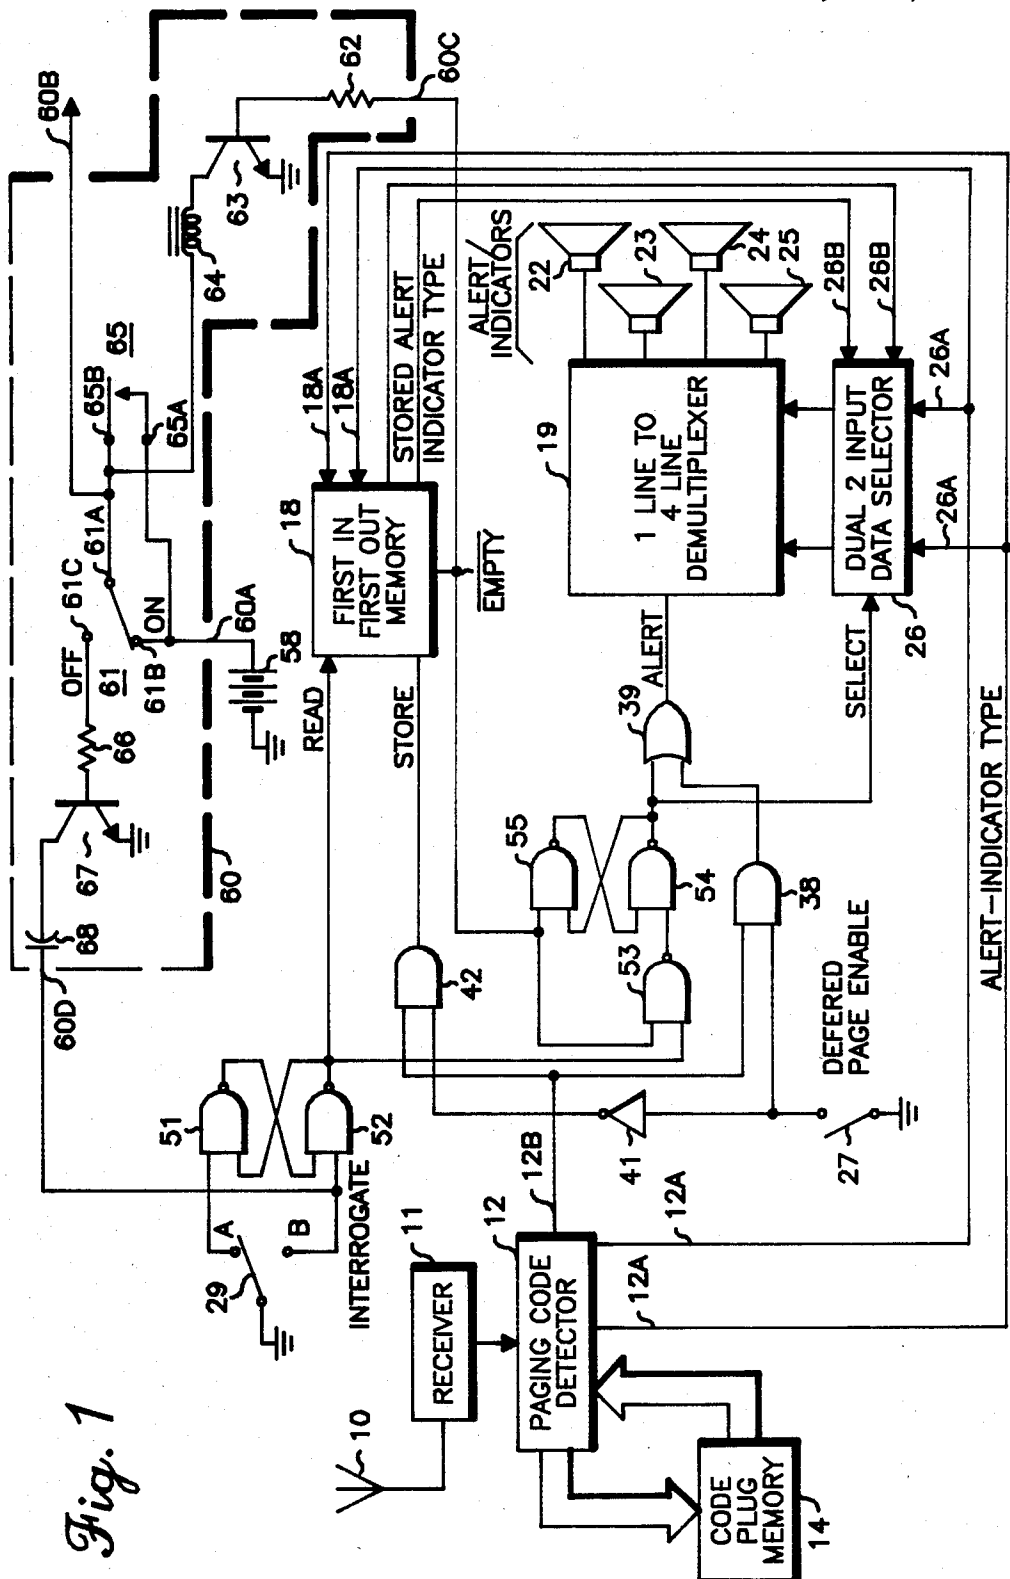 Fig. 1
10
RECEIVER
11
PAGING CODE
DETECTOR
12
12A
12A
12B
CODE
PLUG
MEMORY
14
29
A
B
INTERROGATE
51
52
60D
68
67
66
OFF
61C
61
61B
ON
61A
60A
58
60
65B
65
65A
60B
64
63
62
60C
READ
STORE
18
FIRST IN
FIRST OUT
MEMORY
18A
18A
STORED ALERT
INDICATOR TYPE
EMPTY
42
41
27
DEFERED
PAGE ENABLE
53
54
55
38
39
ALERT
SELECT
19
1 LINE TO
4 LINE
DEMULTIPLEXER
ALERT
INDICATORS
22
23
24
25
DUAL 2 INPUT
DATA SELECTOR
26
26A
26A
26B
26B
ALERT-INDICATOR TYPE